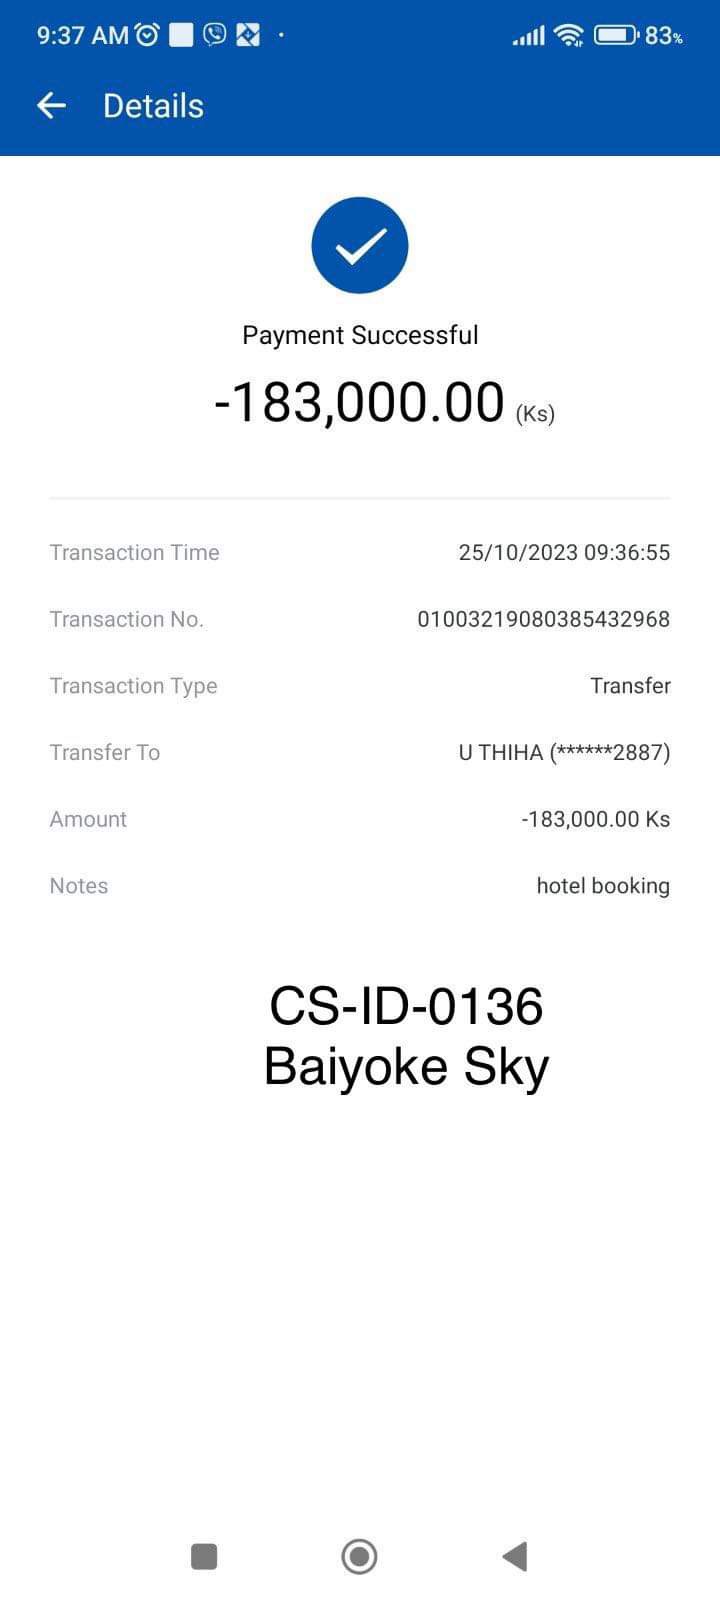 9:37 AM 83%
Details
Payment Successful
-183,000.00 (Ks)
Transaction Time 25/10/2023 09:36:55
Transaction No. 01003219080385432968
Transaction Type Transfer
Transfer To U THIHA (******2887)
Amount -183,000.00 Ks
Notes hotel booking
CS-ID-0136
Baiyoke Sky